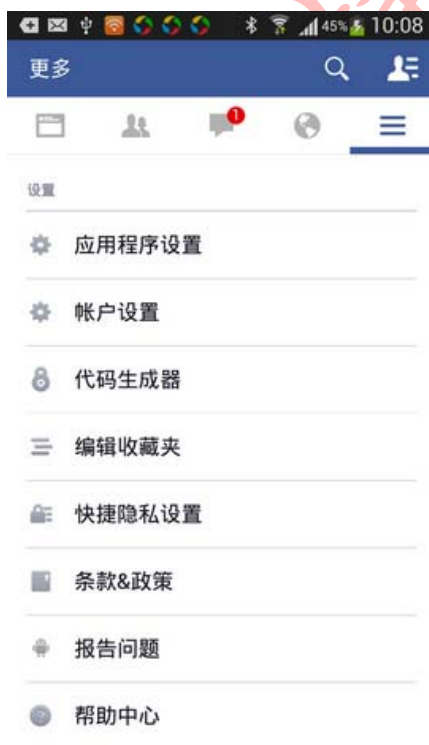 45% 10:08
更多
1
设置
应用程序设置
帐户设置
代码生成器
编辑收藏夹
快捷隐私设置
条款&政策
报告问题
帮助中心